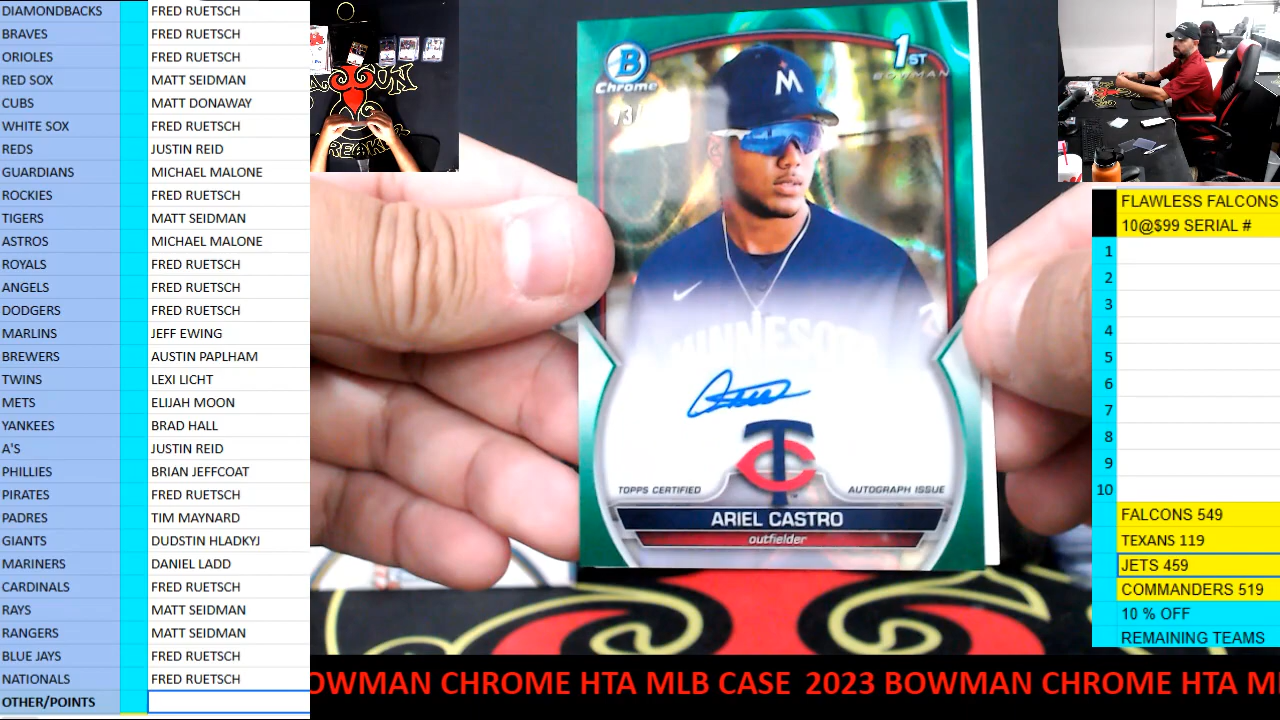 DIAMONDBACKS FRED RUETSCH
BRAVES FRED RUETSCH
ORIOLES FRED RUETSCH
RED SOX MATT SEIDMAN
CUBS MATT DONAWAY
WHITE SOX FRED RUETSCH
REDS JUSTIN REID
GUARDIANS MICHAEL MALONE
ROCKIES FRED RUETSCH
TIGERS MATT SEIDMAN
ASTROS MICHAEL MALONE
ROYALS FRED RUETSCH
ANGELS FRED RUETSCH
DODGERS FRED RUETSCH
MARLINS JEFF EWING
BREWERS AUSTIN PAPLHAM
TWINS LEXI LICHT
METS ELIJAH MOON
YANKEES BRAD HALL
A'S JUSTIN REID
PHILLIES BRIAN JEFFCOAT
PIRATES FRED RUETSCH
PADRES TIM MAYNARD
GIANTS DUDSTIN HLADKYJ
MARINERS DANIEL LADD
CARDINALS FRED RUETSCH
RAYS MATT SEIDMAN
RANGERS MATT SEIDMAN
BLUE JAYS FRED RUETSCH
NATIONALS FRED RUETSCH
OTHER/POINTS
B
Chrome
1ST
BOWMAN
M
MINNESOTA
TC
TOPPS CERTIFIED AUTOGRAPH ISSUE
ARIEL CASTRO
outfielder
FLAWLESS FALCONS
10@$99 SERIAL #
1
2
3
4
5
6
7
8
9
10
FALCONS 549
TEXANS 119
JETS 459
COMMANDERS 519
10 % OFF
REMAINING TEAMS
OWMAN CHROME HTA MLB CASE 2023 BOWMAN CHROME HTA M